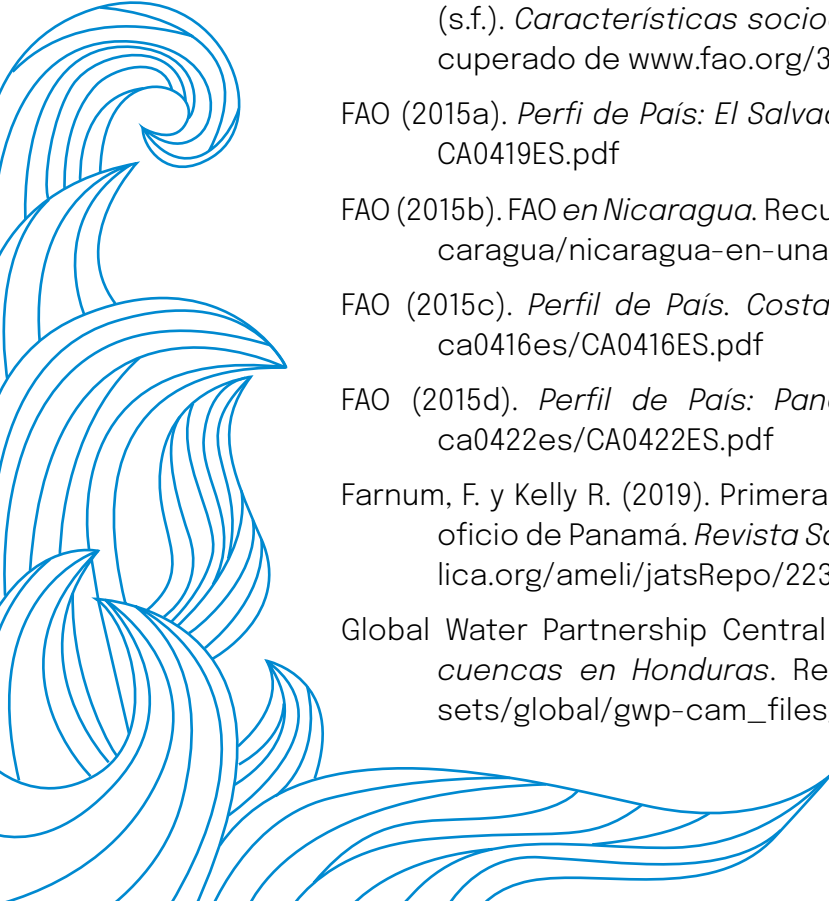 (s.f.). Características socio
cuperado de www.fao.org/3
FAO (2015a). Perfi de País: El Salvad
CA0419ES.pdf
FAO (2015b). FAO en Nicaragua. Recu
caragua/nicaragua-en-una
FAO (2015c). Perfil de País. Costa
ca0416es/CA0416ES.pdf
FAO (2015d). Perfil de País: Pan
ca0422es/CA0422ES.pdf
Farnum, F. y Kelly R. (2019). Primera
oficio de Panamá. Revista Sa
lica.org/ameli/jatsRepo/223
Global Water Partnership Central
cuencas en Honduras. Re
sets/global/gwp-cam_files